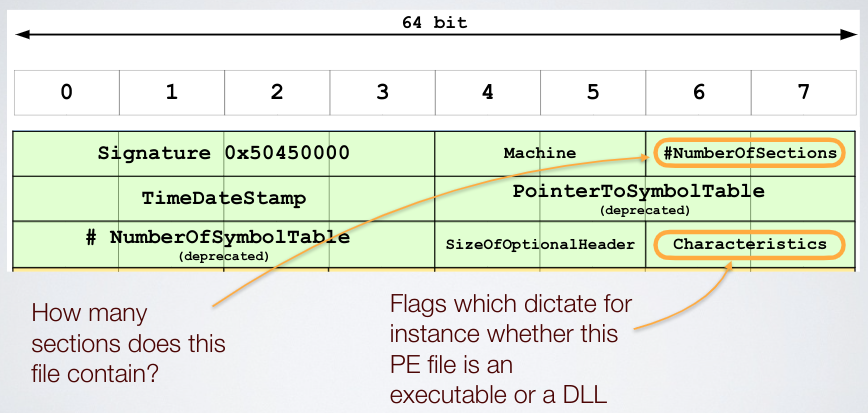 64 bit
0 1 2 3 4 5 6 7
Signature 0x50450000 Machine #NumberOfSections
TimeDateStamp PointerToSymbolTable
(deprecated)
# NumberOfSymbolTable SizeOfOptionalHeader Characteristics
(deprecated)
How many
sections does this
file contain?
Flags which dictate for
instance whether this
PE file is an
executable or a DLL